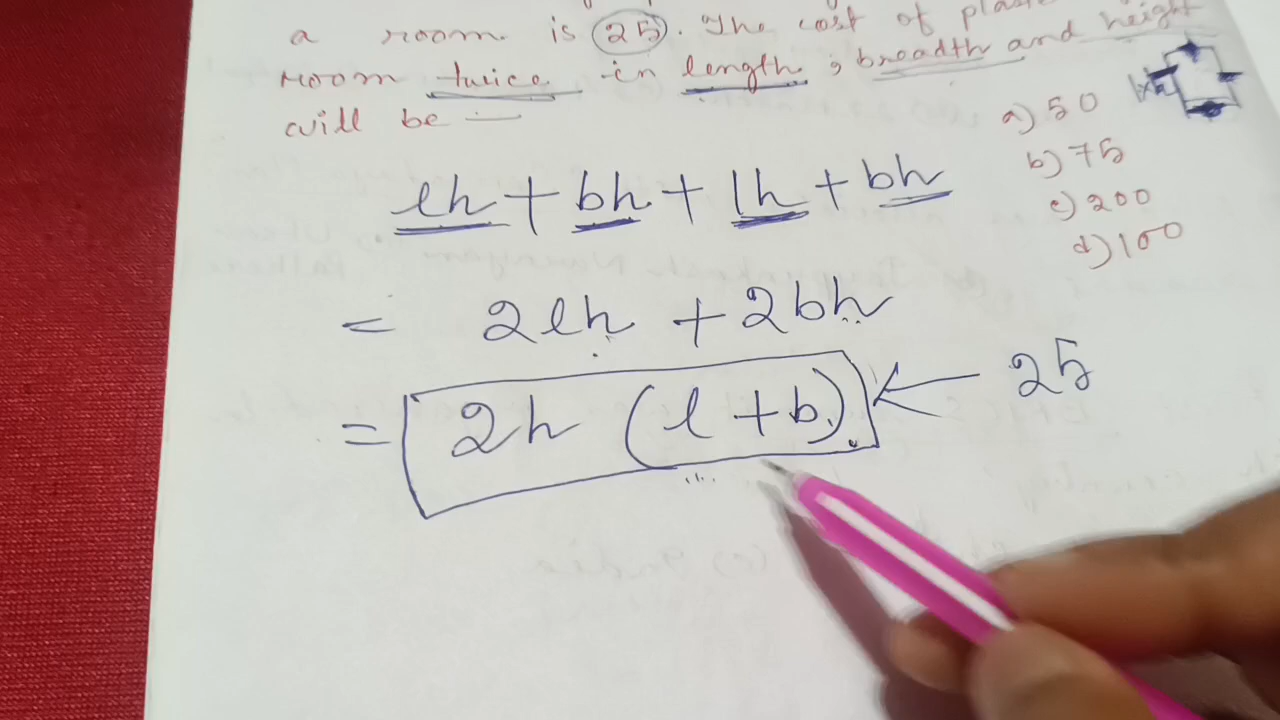 a room is 25. The cost of
room twice in length, breadth and height
will be —
a) 50
b) 75
c) 200
d) 100
lh + bh + lh + bh
= 2lh + 2bh
= 2h (l + b) ← 25